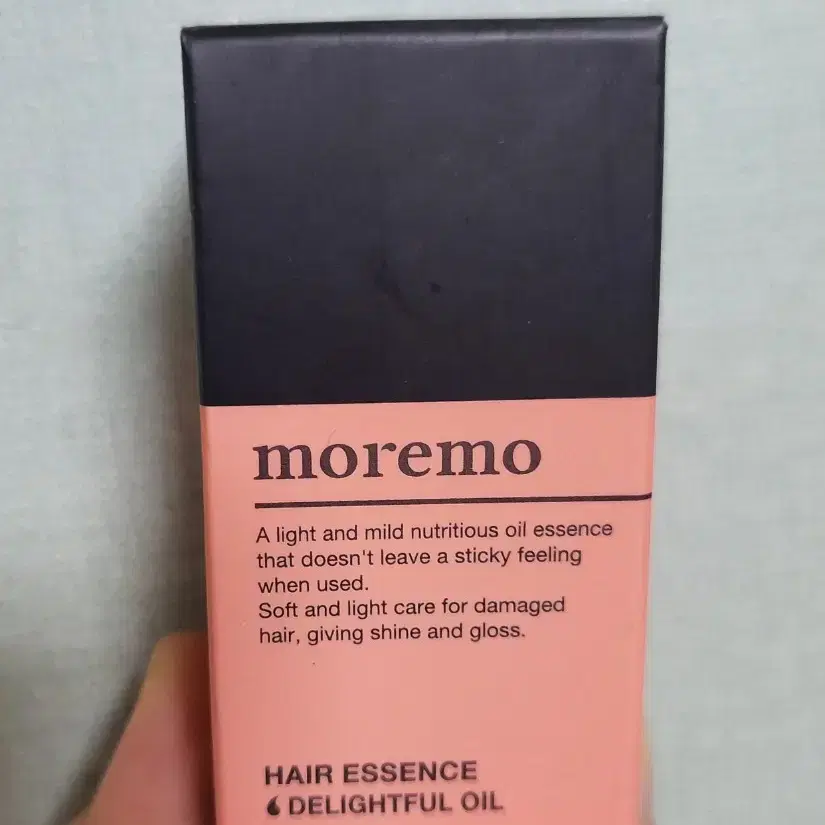 moremo
A light and mild nutritious oil essence
that doesn't leave a sticky feeling
when used.
Soft and light care for damaged
hair, giving shine and gloss.
HAIR ESSENCE
DELIGHTFUL OIL